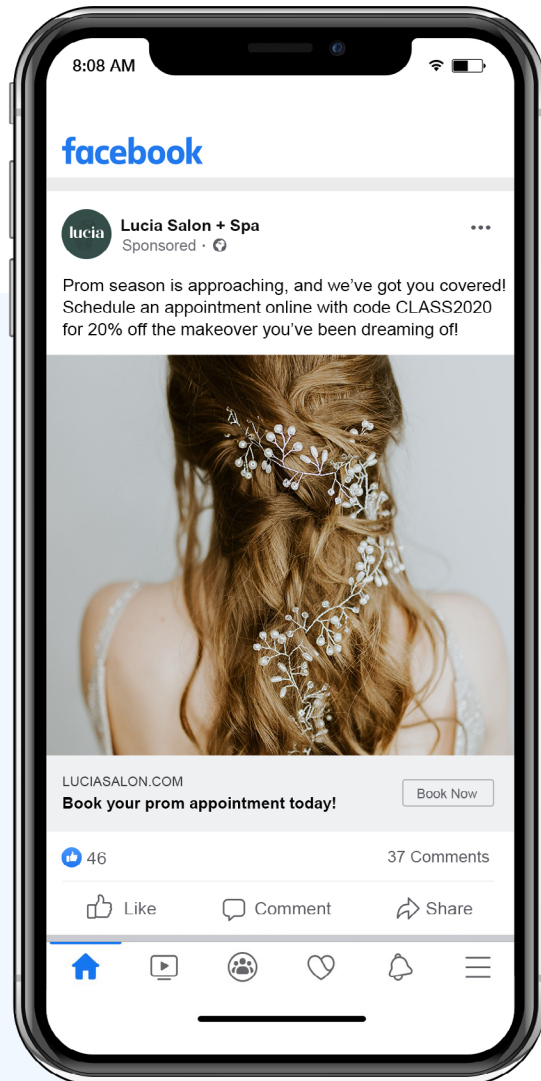 8:08 AM
facebook
lucia
Lucia Salon + Spa
Sponsored ·
Prom season is approaching, and we've got you covered!
Schedule an appointment online with code CLASS2020
for 20% off the makeover you've been dreaming of!
LUCIASALON.COM
Book your prom appointment today!
Book Now
46
37 Comments
Like
Comment
Share